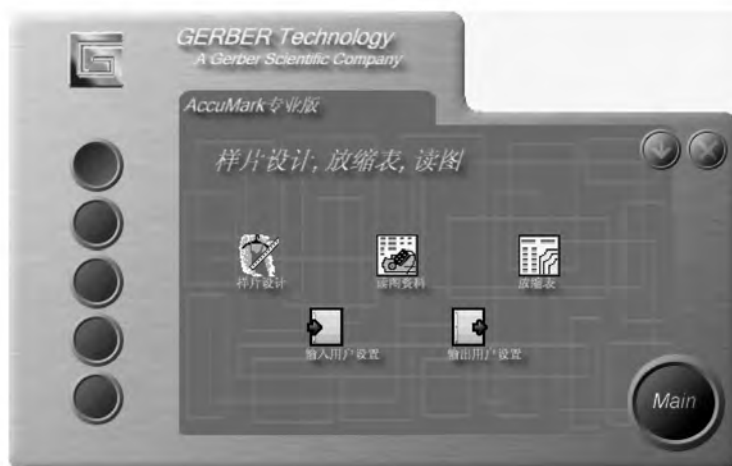 GERBER Technology
A Gerber Scientific Company
AccuMark专业版
样片设计, 放缩表, 读图
样片设计
读图资料
放缩表
输入用户设置
输出用户设置
Main